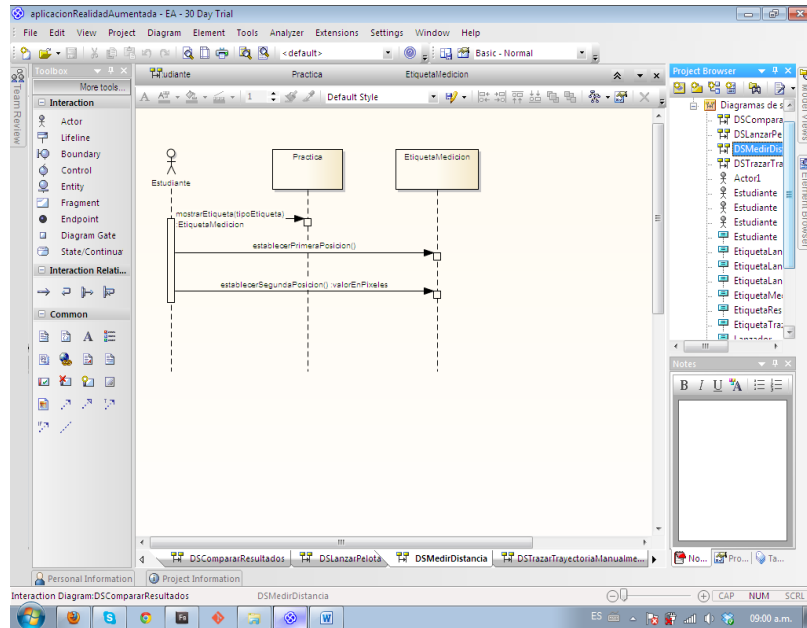 aplicacionRealidadAumentada - EA - 30 Day Trial
File Edit View Project Diagram Element Tools Analyzer Extensions Settings Window Help
<default> Basic - Normal
Toolbox
More tools...
Interaction
Actor
Lifeline
Boundary
Control
Entity
Fragment
Endpoint
Diagram Gate
State/Continuar
Interaction Relati...
Common
Team Review
udiante Practica EtiquetaMedicion
A 1 Default Style
Estudiante
Practica
EtiquetaMedicion
mostrarEtiqueta(tipoEtiqueta)
EtiquetaMedicion
establecerPrimeraPosicion()
establecerSegundaPosicion() :valorEnPixeles
Project Browser
Diagramas de s
DSCompara
DSLanzarPe
DSMedirDis
DSTrazarTra
Actor1
Estudiante
Estudiante
Estudiante
Estudiante
EtiquetaLan
EtiquetaLan
EtiquetaLan
EtiquetaMe
EtiquetaRes
EtiquetaTra
Lanzador
Model Views
Element Browser
Notes
B I U A
DSCompararResultados DSLanzarPelota DSMedirDistancia DSTrazarTrayectoriaManualme...
No... Pro... Ta...
Personal Information Project Information
Interaction Diagram:DSCompararResultados DSMedirDistancia CAP NUM SCRL
ES 09:00 a.m.